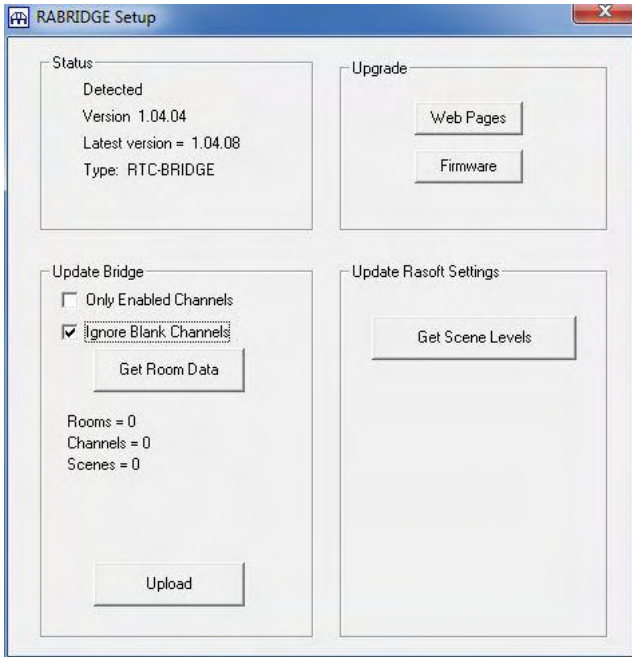 RABRIDGE Setup
Status
Detected
Version 1.04.04
Latest version = 1.04.08
Type: RTC-BRIDGE
Upgrade
Web Pages
Firmware
Update Bridge
Only Enabled Channels
Ignore Blank Channels
Get Room Data
Rooms = 0
Channels = 0
Scenes = 0
Upload
Update Rasoft Settings
Get Scene Levels